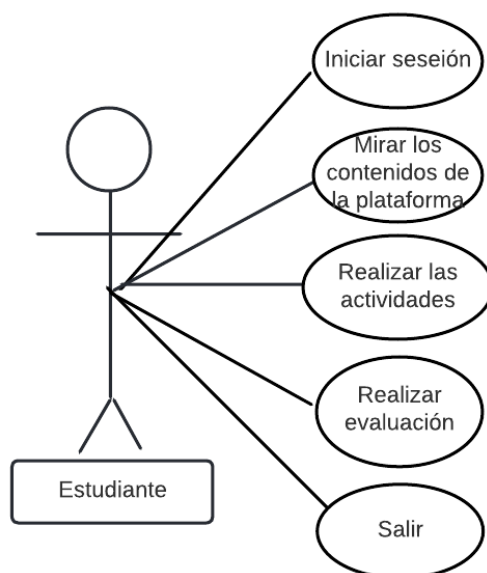 Iniciar seseión
Mirar los
contenidos de
la plataforma
Realizar las
actividades
Realizar
evaluación
Salir
Estudiante